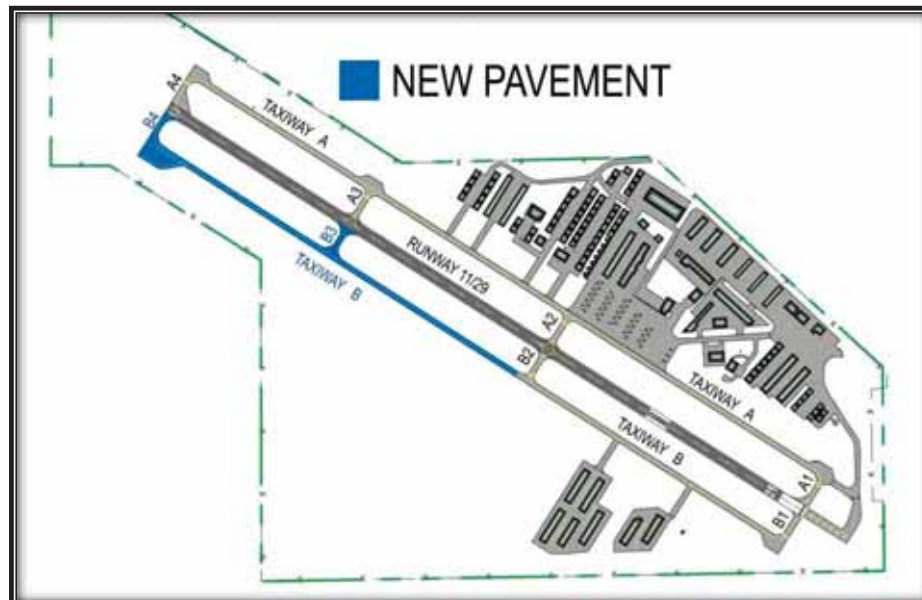 NEW PAVEMENT
A4
TAXIWAY A
B4
A3
B3
RUNWAY 11/29
TAXIWAY B
A2
B2
TAXIWAY A
TAXIWAY B
A1
B1